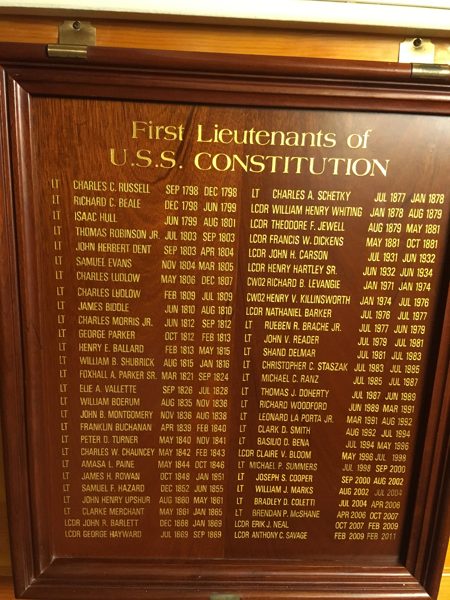 First Lieutenants of
U.S.S. CONSTITUTION
LT CHARLES C. RUSSELL SEP 1798 DEC 1798
LT RICHARD C. BEALE DEC 1798 JUN 1799
LT ISAAC HULL JUN 1799 AUG 1801
LT THOMAS ROBINSON JR. JUL 1803 SEP 1803
LT JOHN HERBERT DENT SEP 1803 APR 1804
LT SAMUEL EVANS NOV 1804 MAR 1805
LT CHARLES LUDLOW MAY 1806 DEC 1807
LT CHARLES LUDLOW FEB 1809 JUL 1809
LT JAMES BIDDLE JUN 1810 AUG 1810
LT CHARLES MORRIS JR. JUN 1812 SEP 1812
LT GEORGE PARKER OCT 1812 FEB 1813
LT HENRY E. BALLARD FEB 1813 MAY 1815
LT WILLIAM B. SHUBRICK AUG 1815 JAN 1816
LT FOXHALL A. PARKER SR. MAR 1821 SEP 1824
LT ELIE A. VALLETTE SEP 1826 JUL 1828
LT WILLIAM BOERUM AUG 1835 NOV 1836
LT JOHN B. MONTGOMERY NOV 1836 AUG 1838
LT FRANKLIN BUCHANAN APR 1839 FEB 1840
LT PETER D. TURNER MAY 1840 NOV 1841
LT CHARLES W. CHAUNCEY MAY 1842 FEB 1843
LT AMASA L. PAINE MAY 1844 OCT 1846
LT JAMES H. ROWAN OCT 1848 JAN 1851
LT SAMUEL F. HAZARD DEC 1852 JUN 1855
LT JOHN HENRY UPSHUR AUG 1860 MAY 1861
LT CLARKE MERCHANT MAY 1861 JAN 1865
LCDR JOHN R. BARLETT DEC 1868 JAN 1869
LCDR GEORGE HAYWARD JUL 1869 SEP 1869
LT CHARLES A. SCHETKY JUL 1877 JAN 1878
LCDR WILLIAM HENRY WHITING JAN 1878 AUG 1879
LCDR THEODORE F. JEWELL AUG 1879 MAY 1881
LCDR FRANCIS W. DICKENS MAY 1881 OCT 1881
LCDR JOHN H. CARSON JUL 1931 JUN 1932
LCDR HENRY HARTLEY SR. JUN 1932 JUN 1934
CWO2 RICHARD B. LEVANGIE JAN 1971 JAN 1974
CWO2 HENRY V. KILLINSWORTH JAN 1974 JUL 1976
LCDR NATHANIEL BARKER JUL 1976 JUL 1977
LT RUEBEN R. BRACHE JR. JUL 1977 JUN 1979
LT JOHN V. READER JUL 1979 JUL 1981
LT SHAND DELMAR JUL 1981 JUL 1983
LT CHRISTOPHER C. STASZAK JUL 1983 JUL 1985
LT MICHAEL C. RANZ JUL 1985 JUL 1987
LT THOMAS J. DOHERTY JUL 1987 JUN 1989
LT RICHARD WOODFORD JUN 1989 MAR 1991
LT LEONARD LA PORTA JR. MAR 1991 AUG 1992
LT CLARK D. SMITH AUG 1992 JUL 1994
LT BASILIO D. BENA JUL 1994 MAY 1996
LCDR CLAIRE V. BLOOM MAY 1996 JUL 1998
LT MICHAEL P. SUMMERS JUL 1998 SEP 2000
LT JOSEPH S. COOPER SEP 2000 AUG 2002
LT WILLIAM J. MARKS AUG 2002 JUL 2004
LT BRADLEY D. COLETTI JUL 2004 APR 2006
LT BRENDAN P. McSHANE APR 2006 OCT 2007
LCDR ERIK J. NEAL OCT 2007 FEB 2009
LCDR ANTHONY C. SAVAGE FEB 2009 FEB 2011